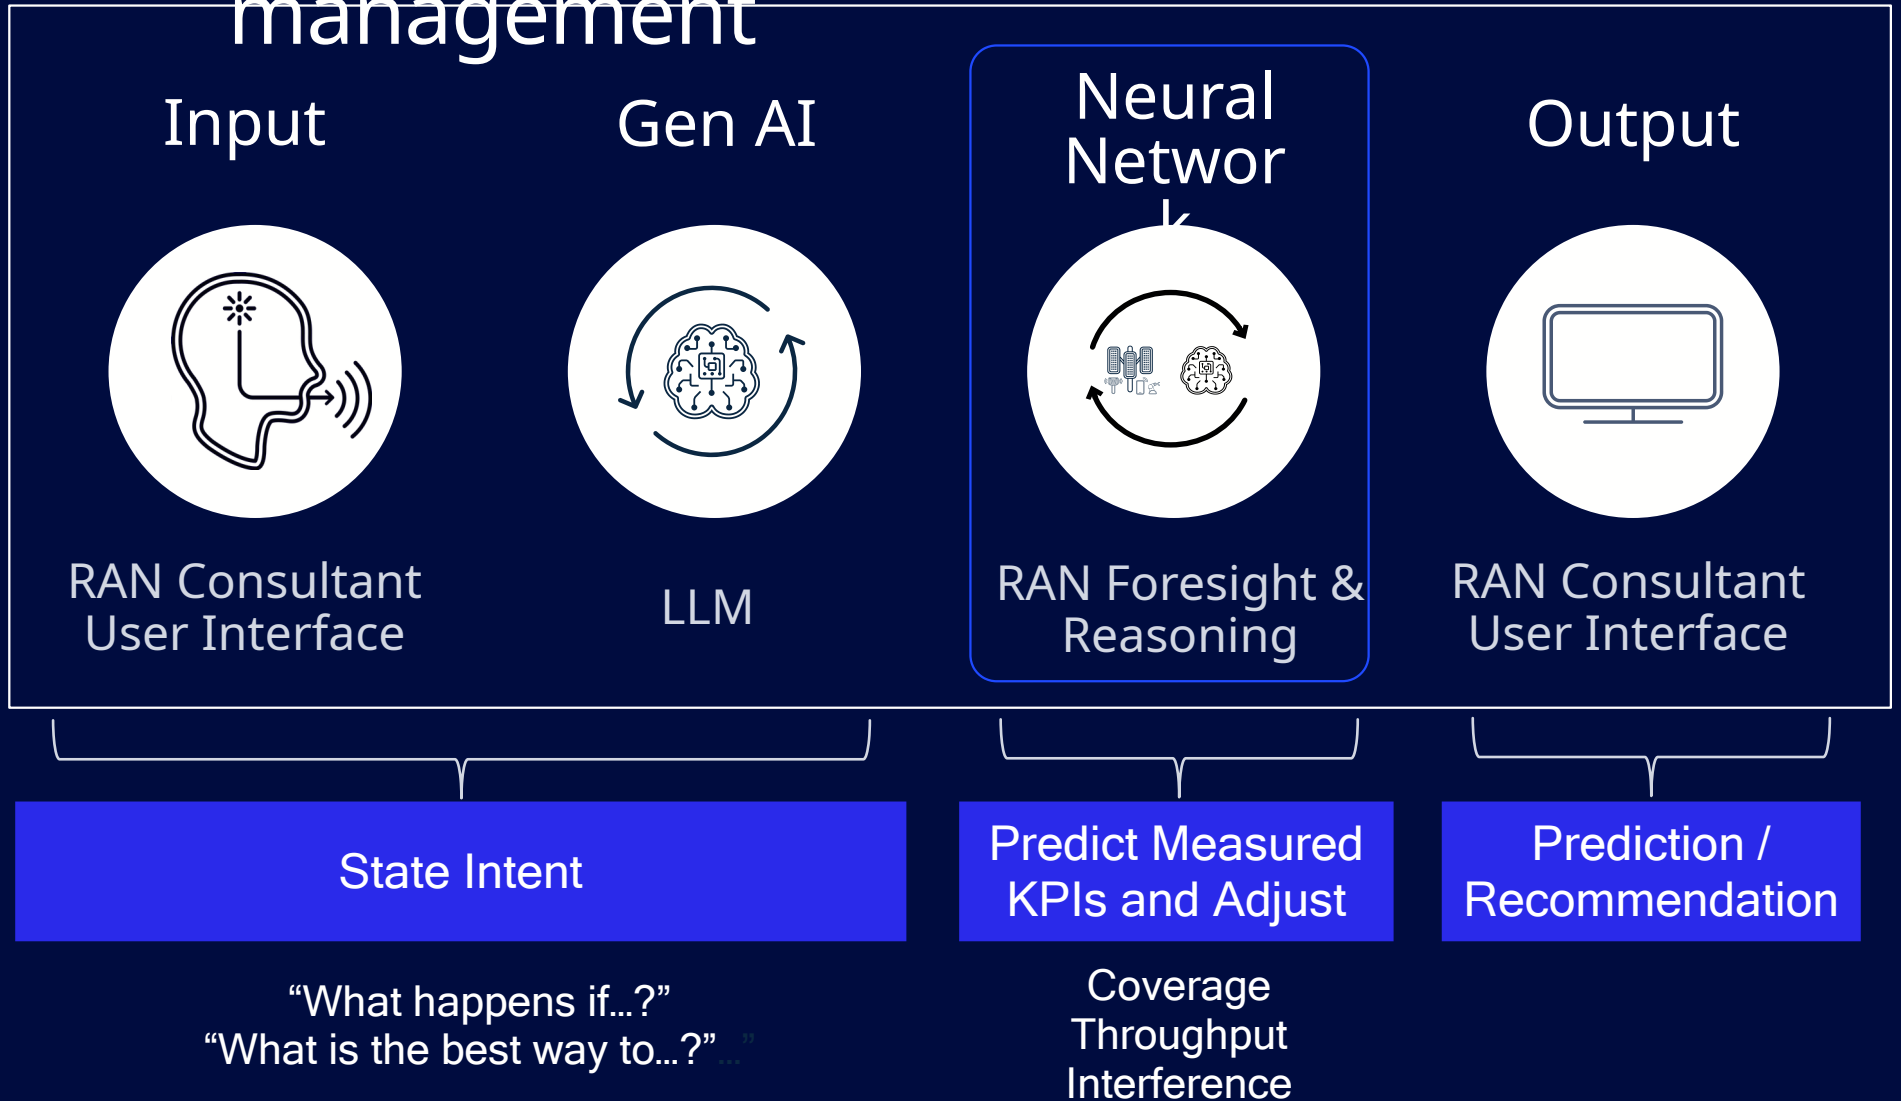 management
Input
Gen AI
Neural
Networ
k
Output
RAN Consultant
User Interface
LLM
RAN Foresight &
Reasoning
RAN Consultant
User Interface
State Intent
Predict Measured
KPIs and Adjust
Prediction /
Recommendation
“What happens if...?”
“What is the best way to...?”...”
Coverage
Throughput
Interference